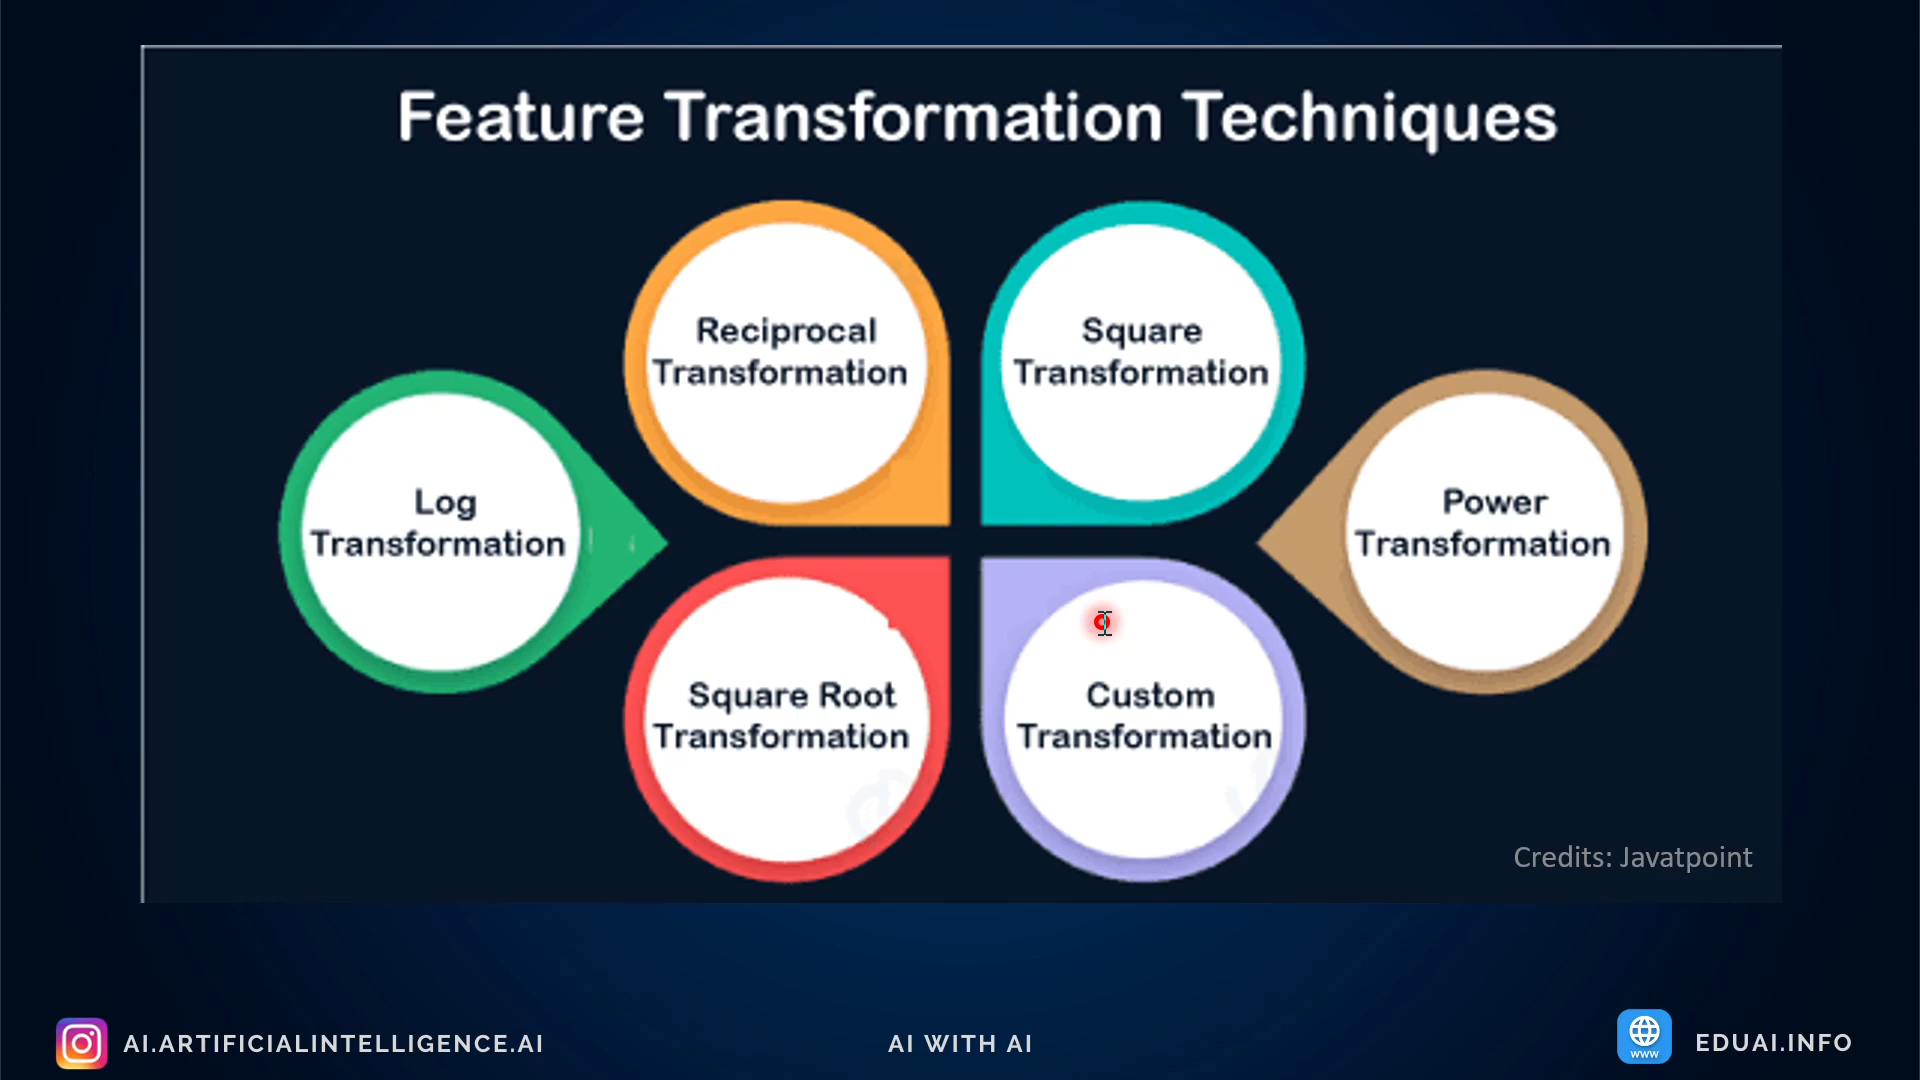 Feature Transformation Techniques
Reciprocal
Transformation
Square
Transformation
Log
Transformation
Power
Transformation
Square Root
Transformation
Custom
Transformation
Credits: Javatpoint
AI.ARTIFICIALINTELLIGENCE.AI
AI WITH AI
www
EDUAI.INFO